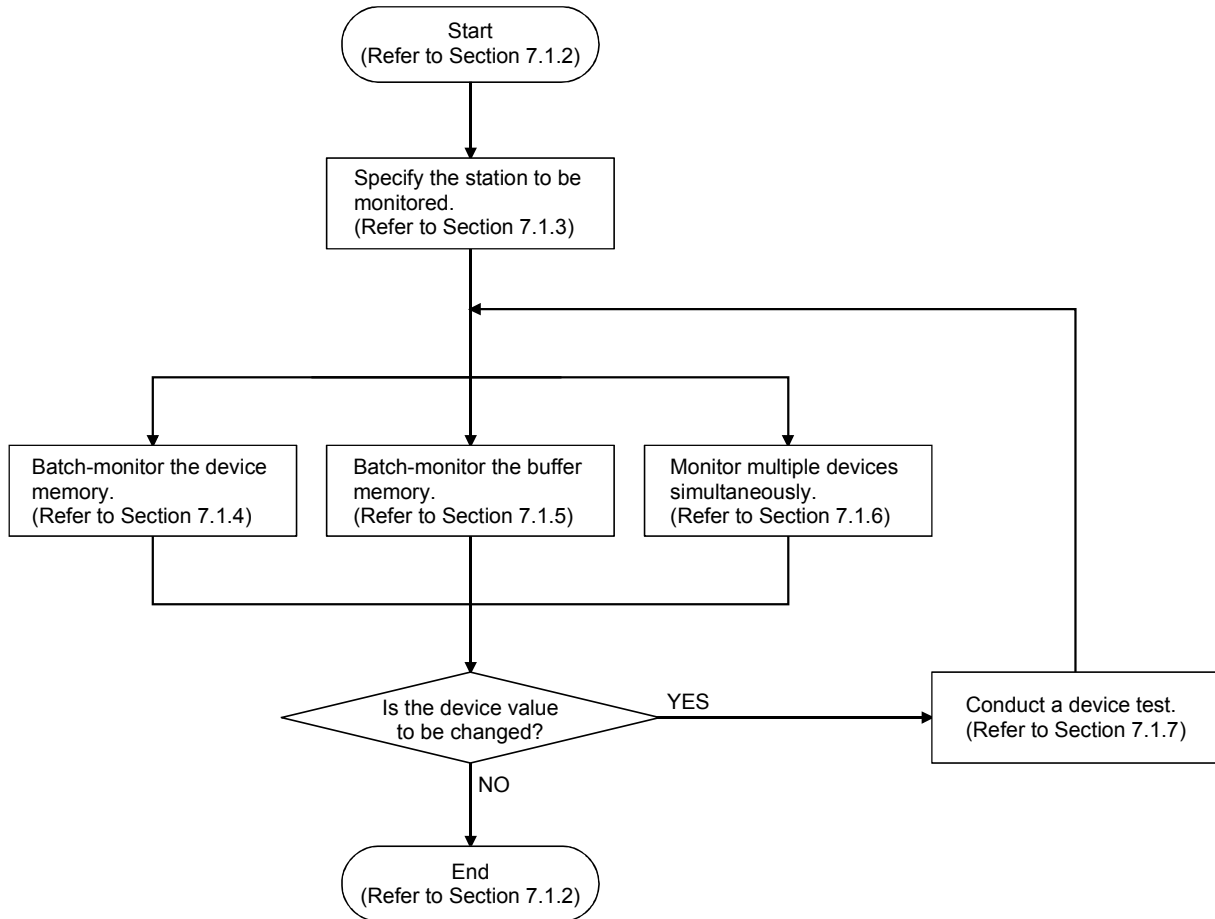 Start
(Refer to Section 7.1.2)
Specify the station to be
monitored.
(Refer to Section 7.1.3)
Batch-monitor the device
memory.
(Refer to Section 7.1.4)
Batch-monitor the buffer
memory.
(Refer to Section 7.1.5)
Monitor multiple devices
simultaneously.
(Refer to Section 7.1.6)
Is the device value
to be changed?
YES
Conduct a device test.
(Refer to Section 7.1.7)
NO
End
(Refer to Section 7.1.2)